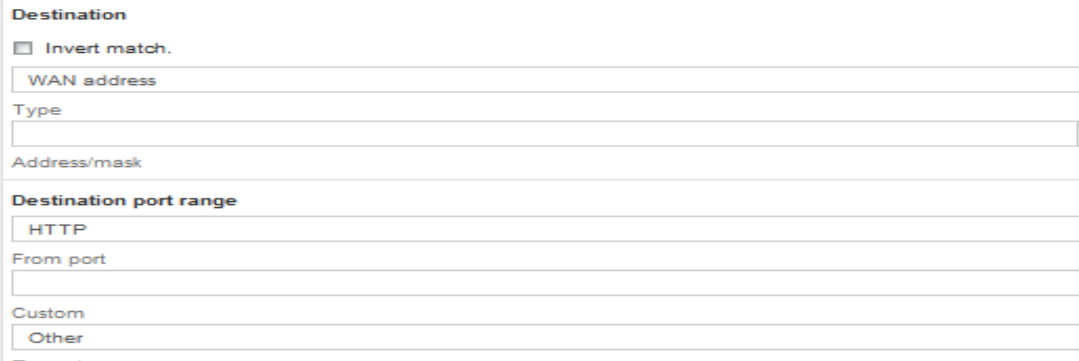 Destination
Invert match.
WAN address
Type
Address/mask
Destination port range
HTTP
From port
Custom
Other